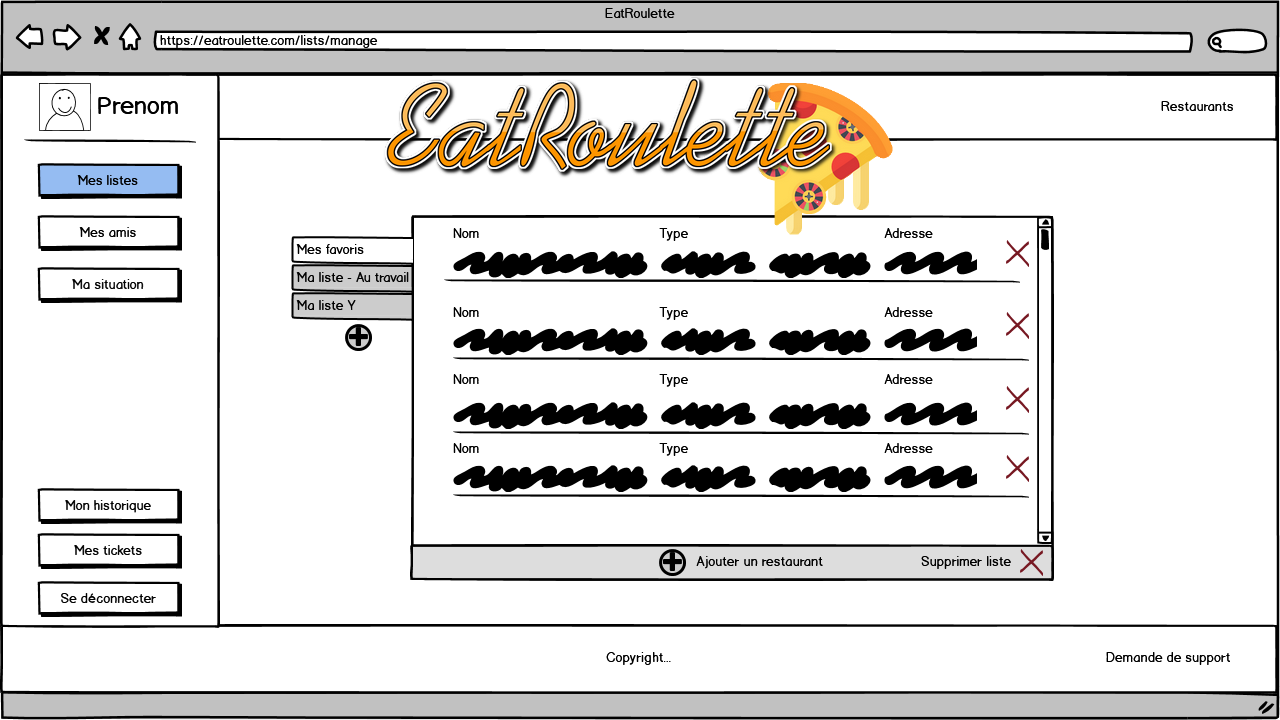 EatRoulette
https://eatroulette.com/lists/manage
Prenom
EatRoulette
Restaurants
Mes listes
Mes amis
Ma situation
Mon historique
Mes tickets
Se déconnecter
Mes favoris
Ma liste - Au travail
Ma liste Y
Nom Type Adresse
Nom Type Adresse
Nom Type Adresse
Nom Type Adresse
Ajouter un restaurant Supprimer liste
Copyright... Demande de support